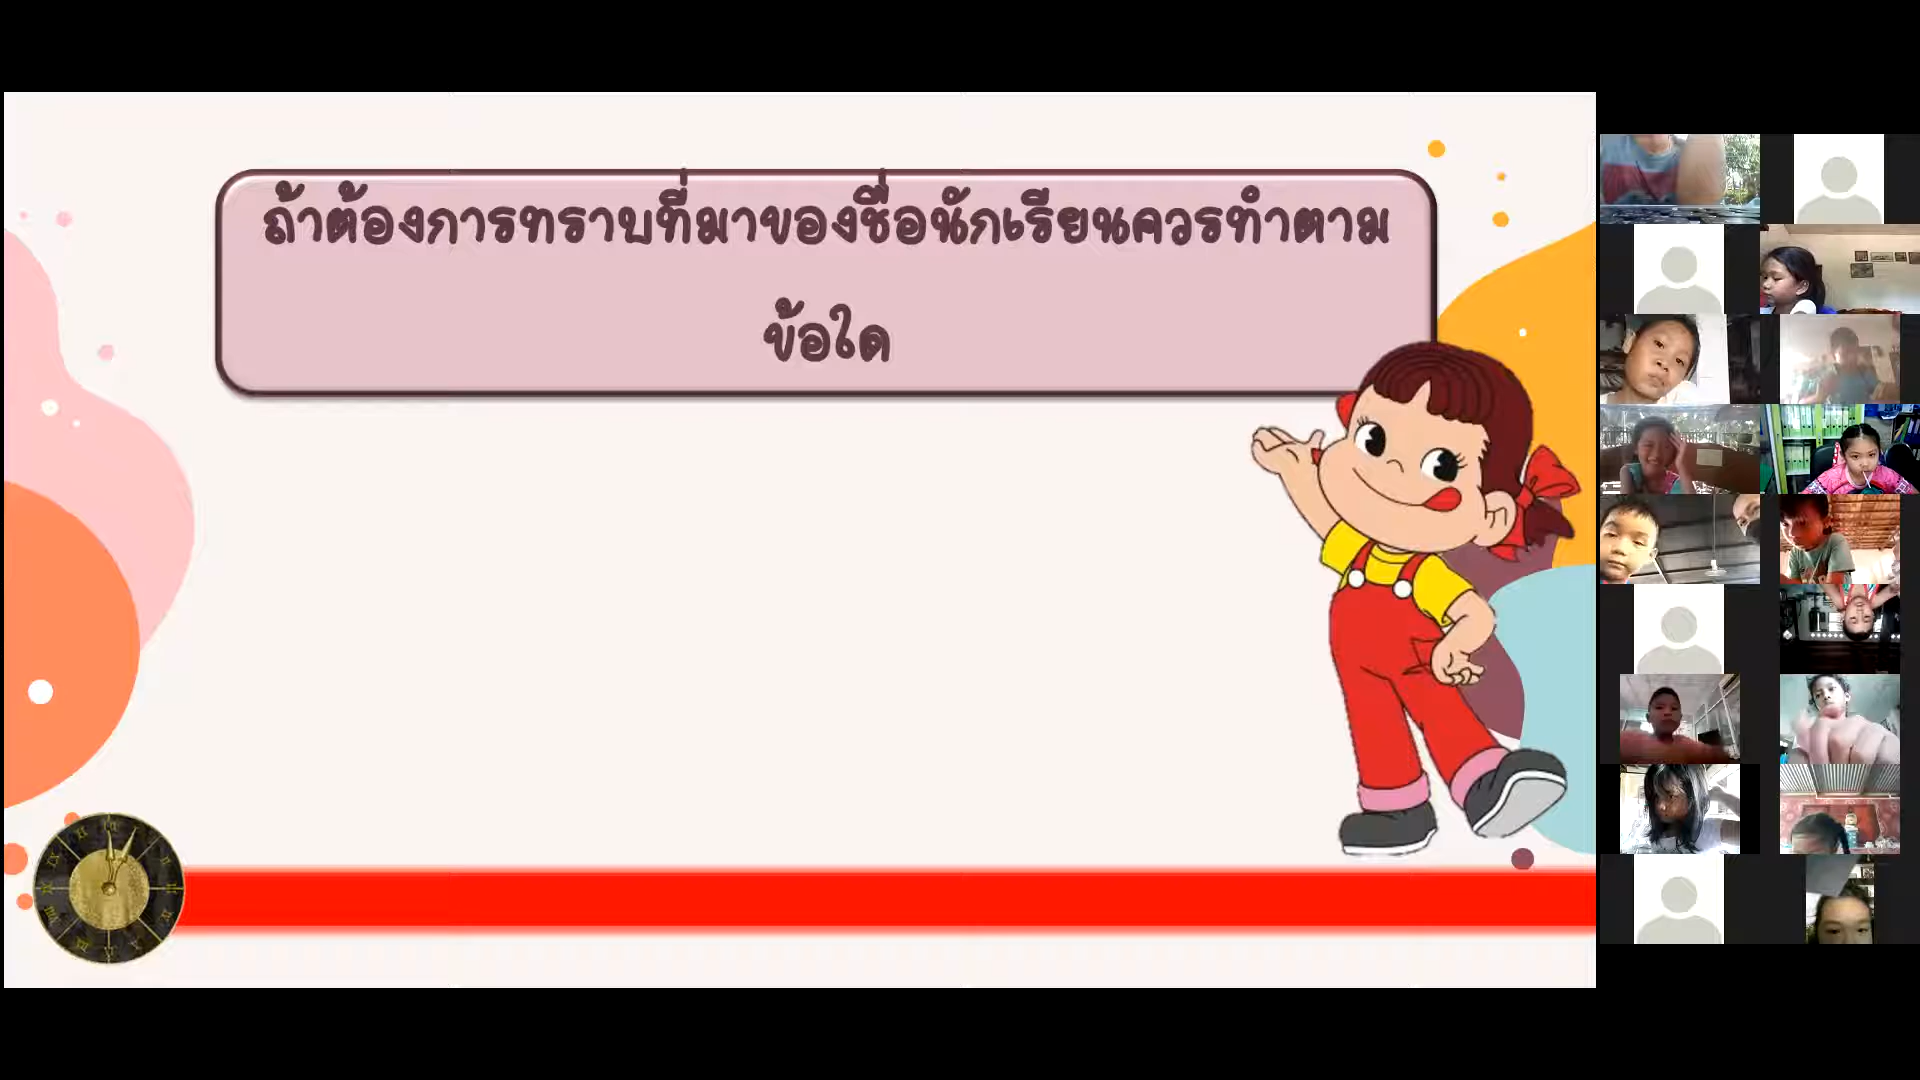 ถ้าต้องการทราบที่มาของชื่อนักเรียนควรทำตาม
ข้อใด